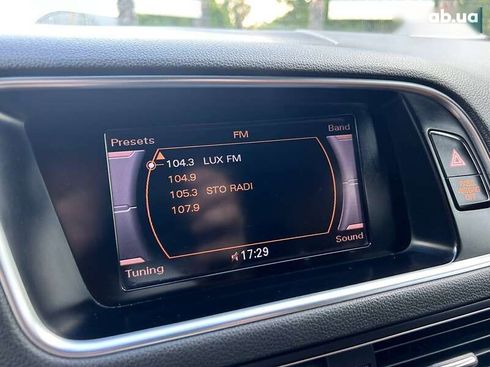 ab.ua
Presets
FM
Band
104.3 LUX FM
104.9
105.3 STO RADI
107.9
Tuning
17:29
Sound